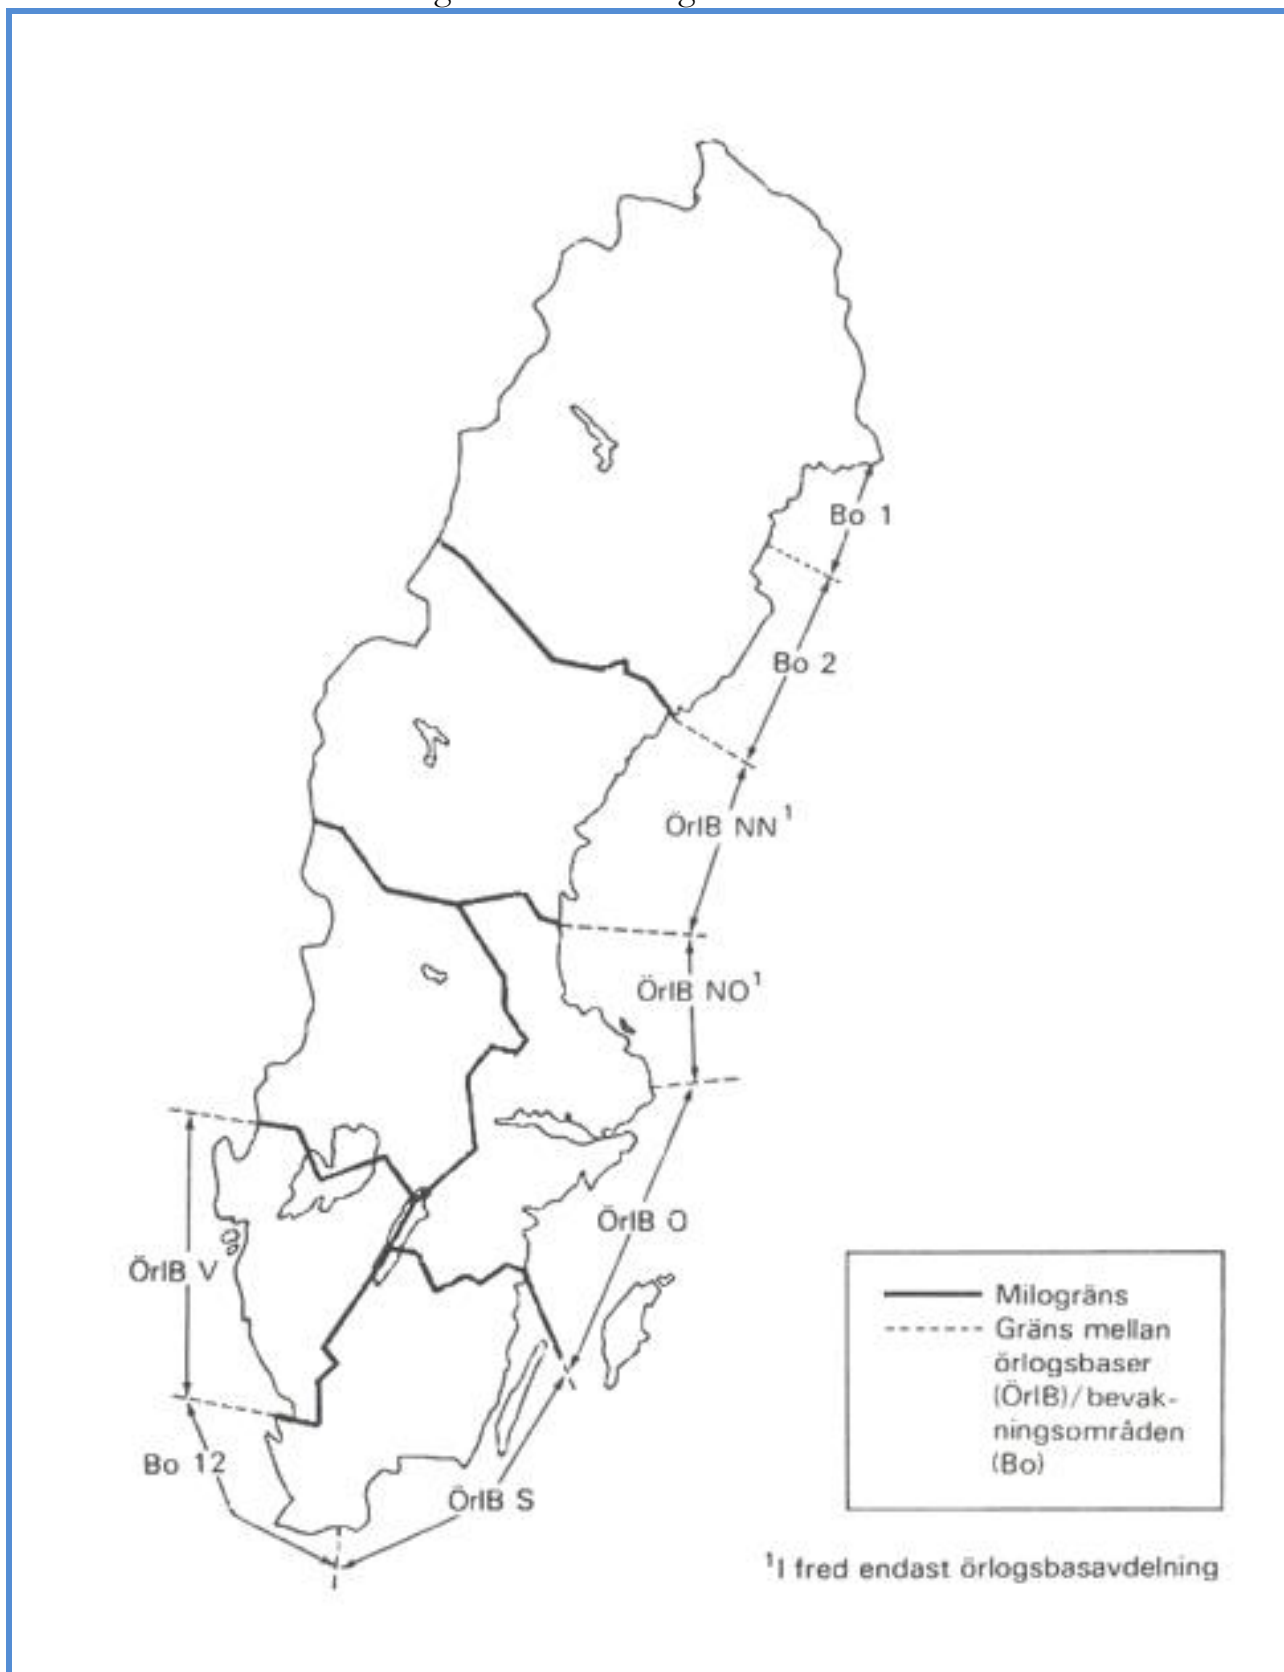 Bo 1
Bo 2
ÖrlB NN¹
ÖrlB NO¹
ÖrlB O
ÖrlB V
Bo 12
ÖrlB S
Milogräns
Gräns mellan
örlogsbaser
(ÖrlB)/bevak-
ningsområden
(Bo)
¹I fred endast örlogsbasavdelning